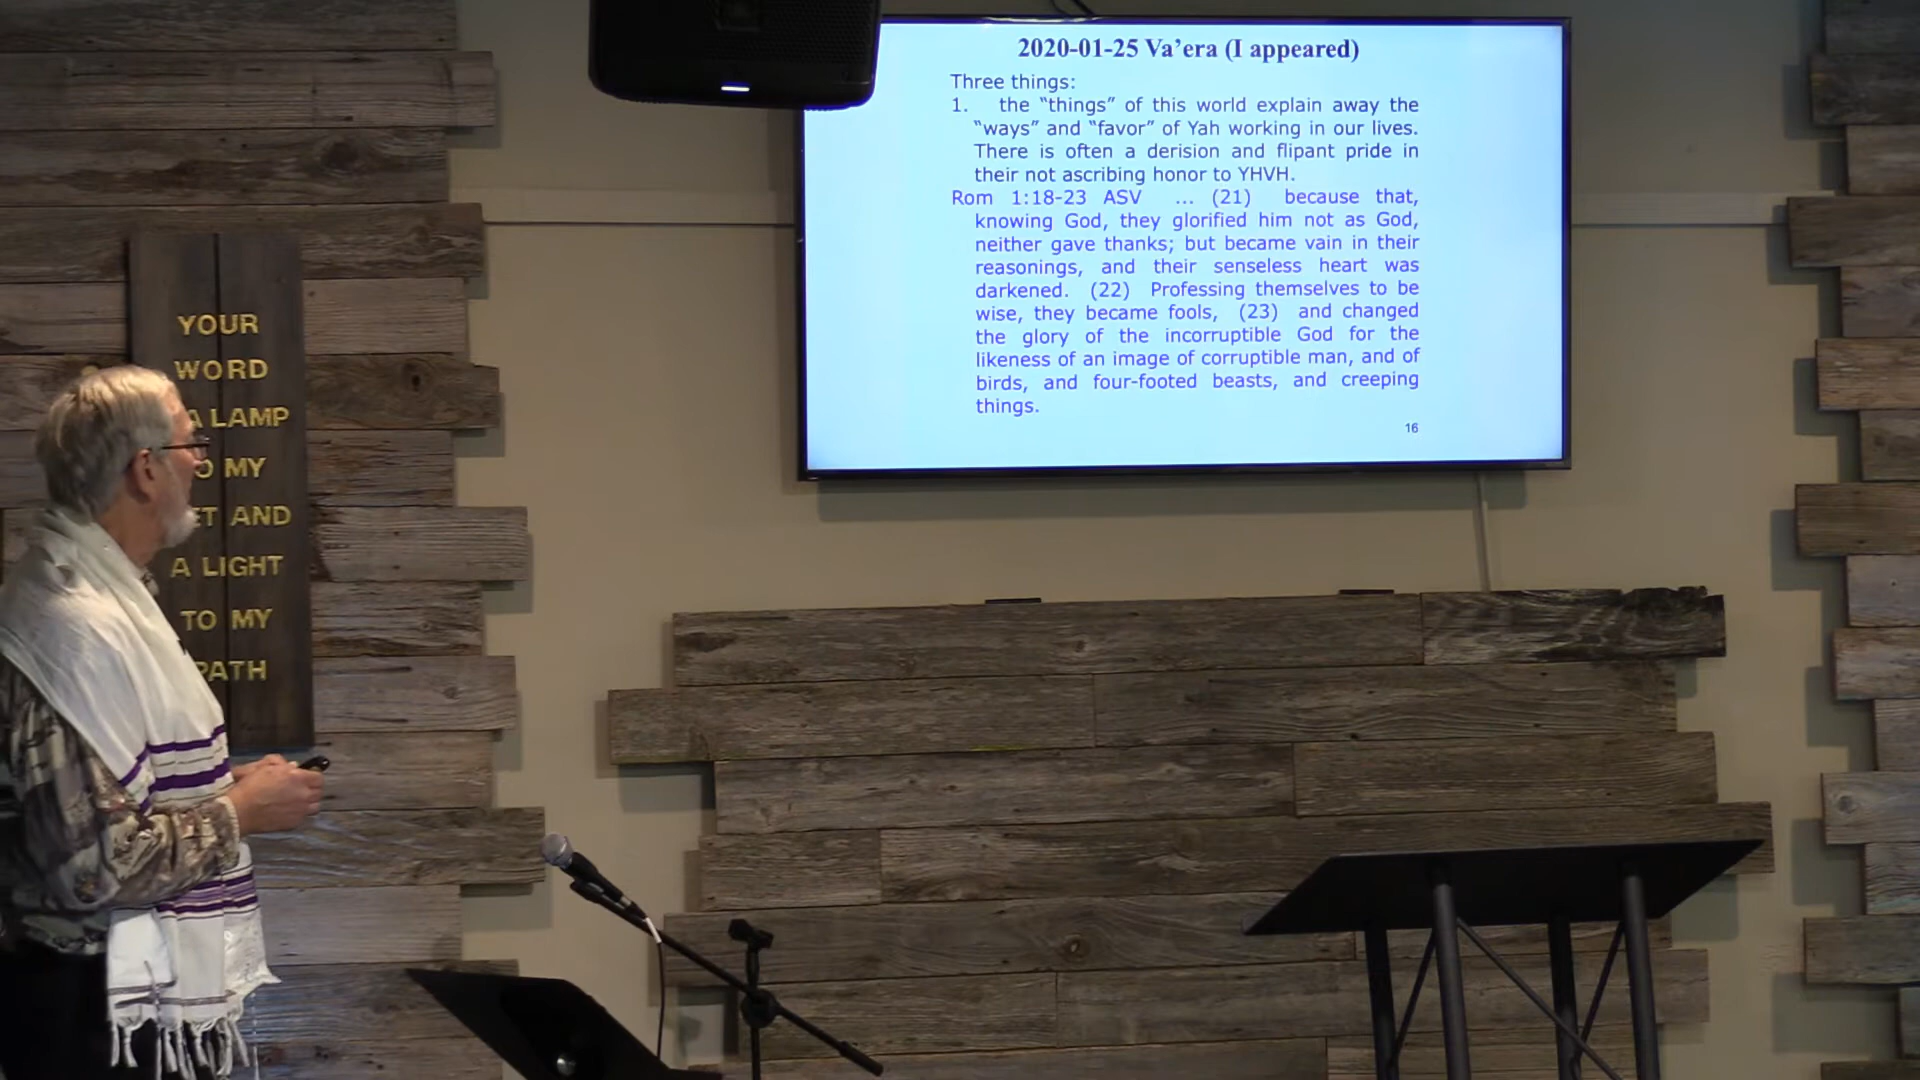 2020-01-25 Va’era (I appeared)
Three things:
1. the “things” of this world explain away the
“ways” and “favor” of Yah working in our lives.
There is often a derision and flipant pride in
their not ascribing honor to YHVH.
Rom 1:18-23 ASV ... (21) because that,
knowing God, they glorified him not as God,
neither gave thanks; but became vain in their
reasonings, and their senseless heart was
darkened. (22) Professing themselves to be
wise, they became fools, (23) and changed
the glory of the incorruptible God for the
likeness of an image of corruptible man, and of
birds, and four-footed beasts, and creeping
things.
16
YOUR
WORD
A LAMP
O MY
ET AND
A LIGHT
TO MY
PATH